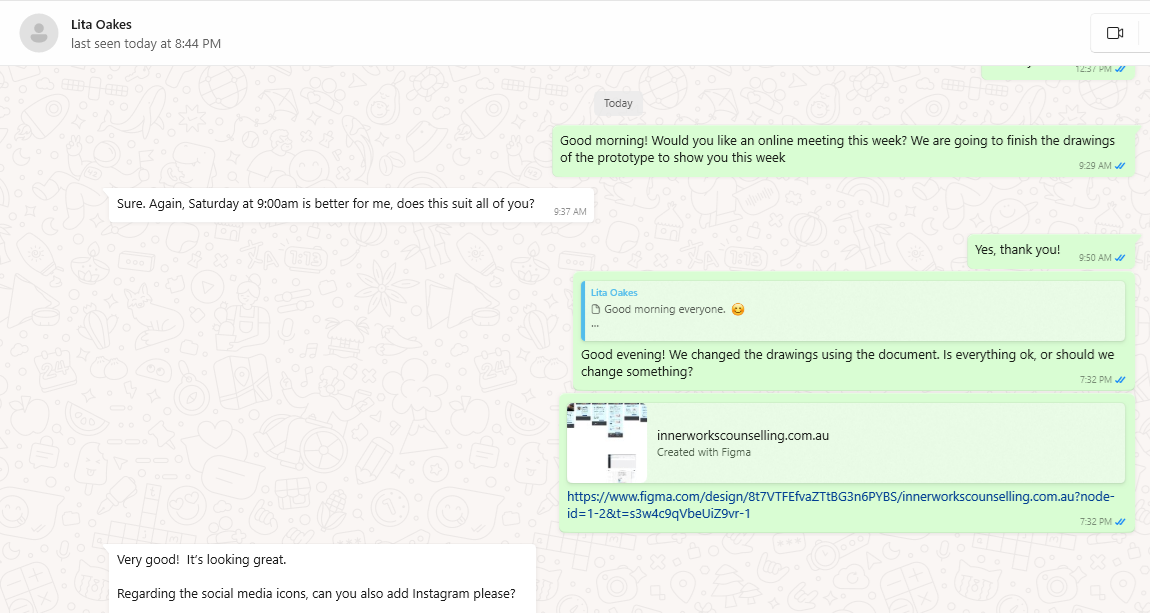 Lita Oakes
last seen today at 8:44 PM
12:37 PM
Today
Good morning! Would you like an online meeting this week? We are going to finish the drawings
of the prototype to show you this week
9:29 AM
Sure. Again, Saturday at 9:00am is better for me, does this suit all of you?
9:37 AM
Yes, thank you!
9:50 AM
Lita Oakes
Good morning everyone. 😊
...
Good evening! We changed the drawings using the document. Is everything ok, or should we
change something?
7:32 PM
innerworkscounselling.com.au
Created with Figma
https://www.figma.com/design/8t7VTFEfvaZTtBG3n6PYBS/innerworkscounselling.com.au?node-
id=1-2&t=s3w4c9qVbeUiZ9vr-1
7:32 PM
Very good!  It’s looking great.
Regarding the social media icons, can you also add Instagram please?